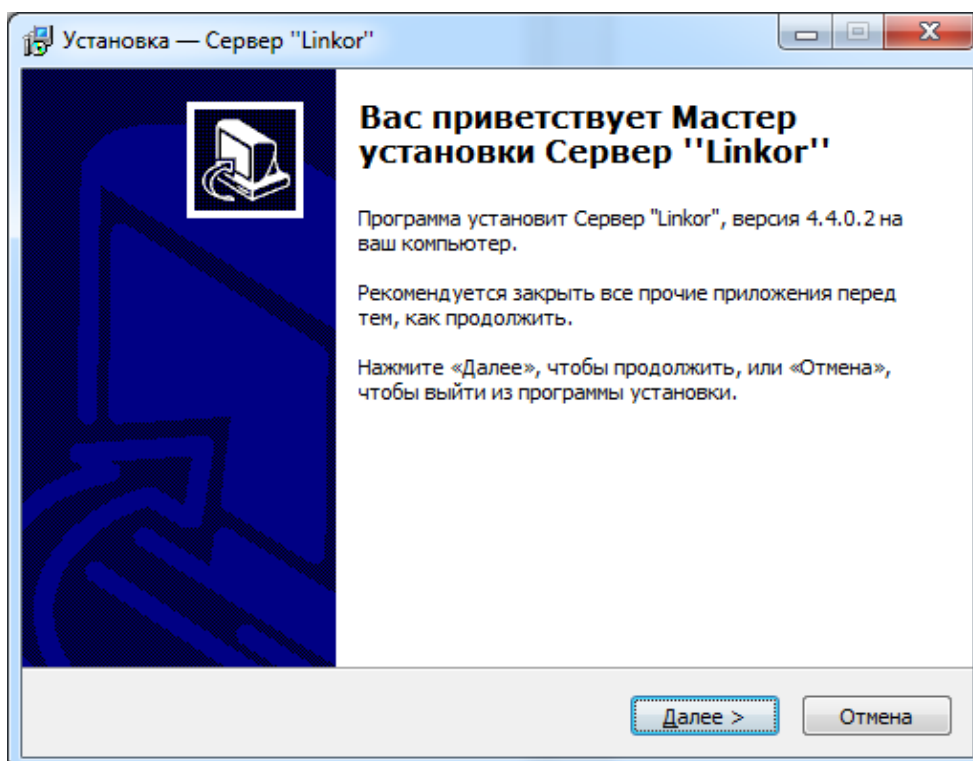 Установка — Сервер "Linkor"
Вас приветствует Мастер
установки Сервер ''Linkor''
Программа установит Сервер "Linkor", версия 4.4.0.2 на
ваш компьютер.
Рекомендуется закрыть все прочие приложения перед
тем, как продолжить.
Нажмите «Далее», чтобы продолжить, или «Отмена»,
чтобы выйти из программы установки.
Далее >
Отмена